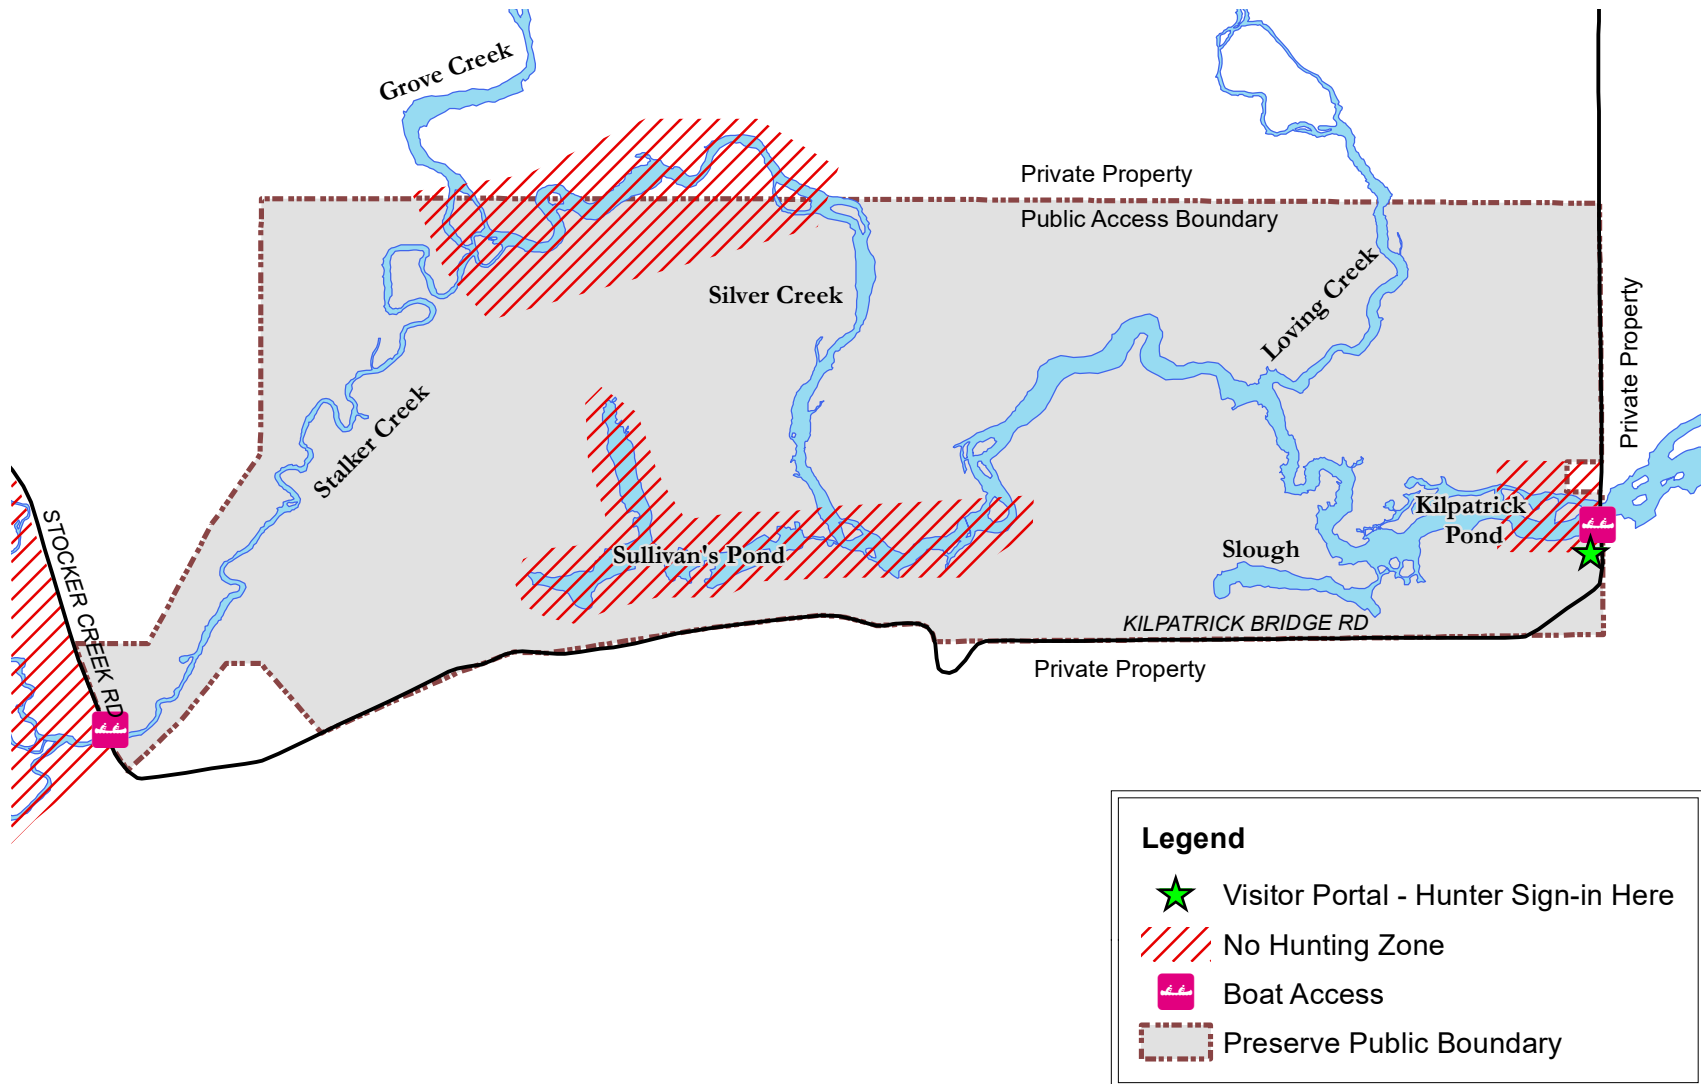 Grove Creek
Private Property
Public Access Boundary
Silver Creek
Loving Creek
Private Property
Stalker Creek
STOCKER CREEK RD
Kilpatrick
Pond
Slough
Sullivan's Pond
KILPATRICK BRIDGE RD
Private Property
Legend
Visitor Portal - Hunter Sign-in Here
No Hunting Zone
Boat Access
Preserve Public Boundary